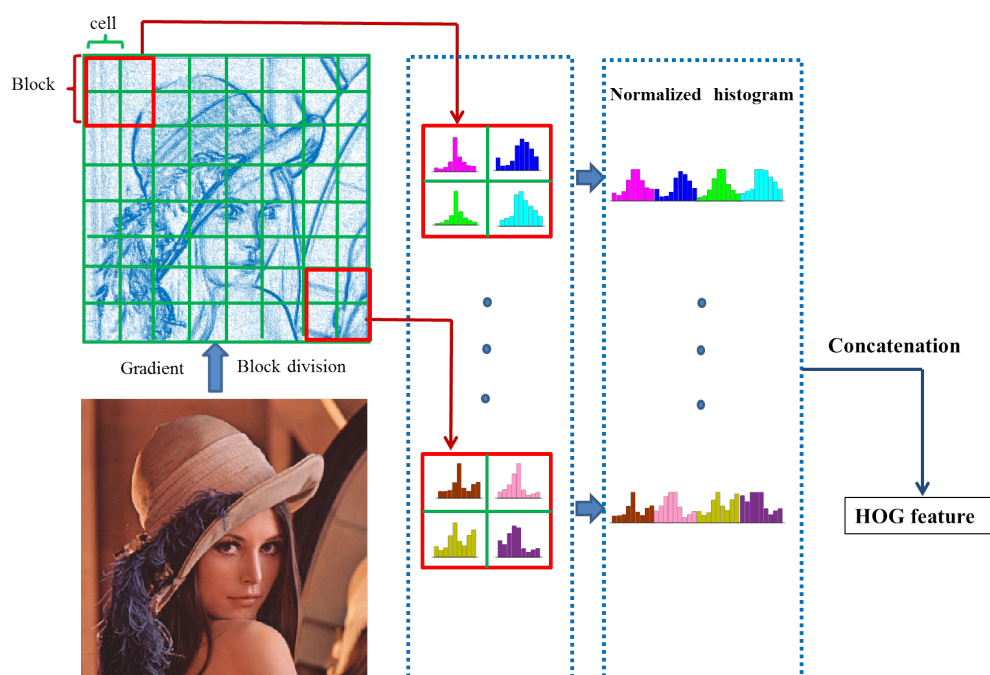 cell
Block
Normalized histogram
Gradient
Block division
Concatenation
HOG feature